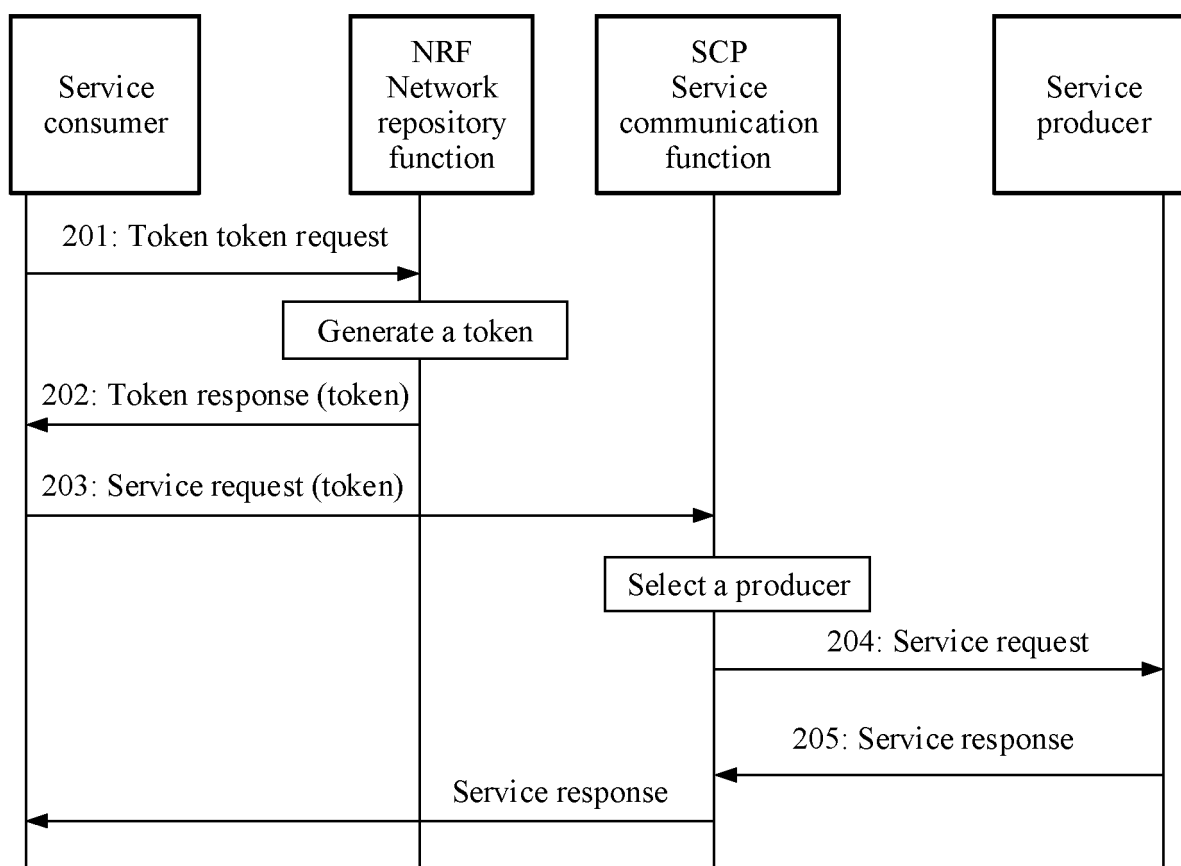 Service
consumer
NRF
Network
repository
function
SCP
Service
communication
function
Service
producer
201: Token token request
Generate a token
202: Token response (token)
203: Service request (token)
Select a producer
204: Service request
205: Service response
Service response